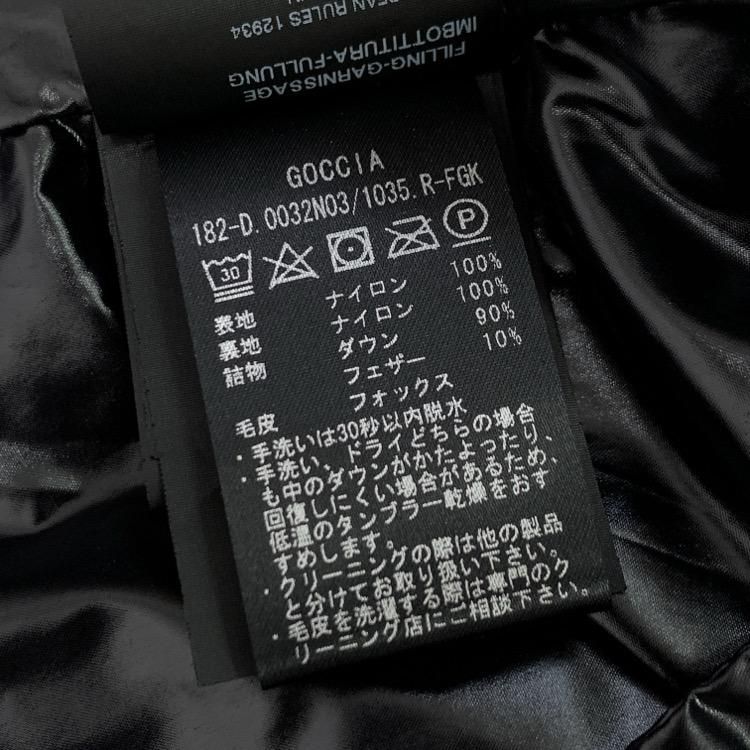 EAN RULES 12934
FILLING-GARNISSAGE
IMBOTTITURA-FULLUNG
GOCCIA
182-D.0032N03/1035.R-FGK
30 P
表地 ナイロン 100%
裏地 ナイロン 100%
詰物 ダウン 90%
フェザー 10%
毛皮 フォックス
・手洗いは30秒以内脱水
・手洗い、ドライどちらの場合
も中のダウンがかたよったり、
回復しにくい場合があるため、
低温のタンブラー乾燥をおす
すめします。
・クリーニングの際は他の製品
と分けてお取り扱い下さい。
・毛皮を洗濯する際は専門のク
リーニング店にご相談下さい。